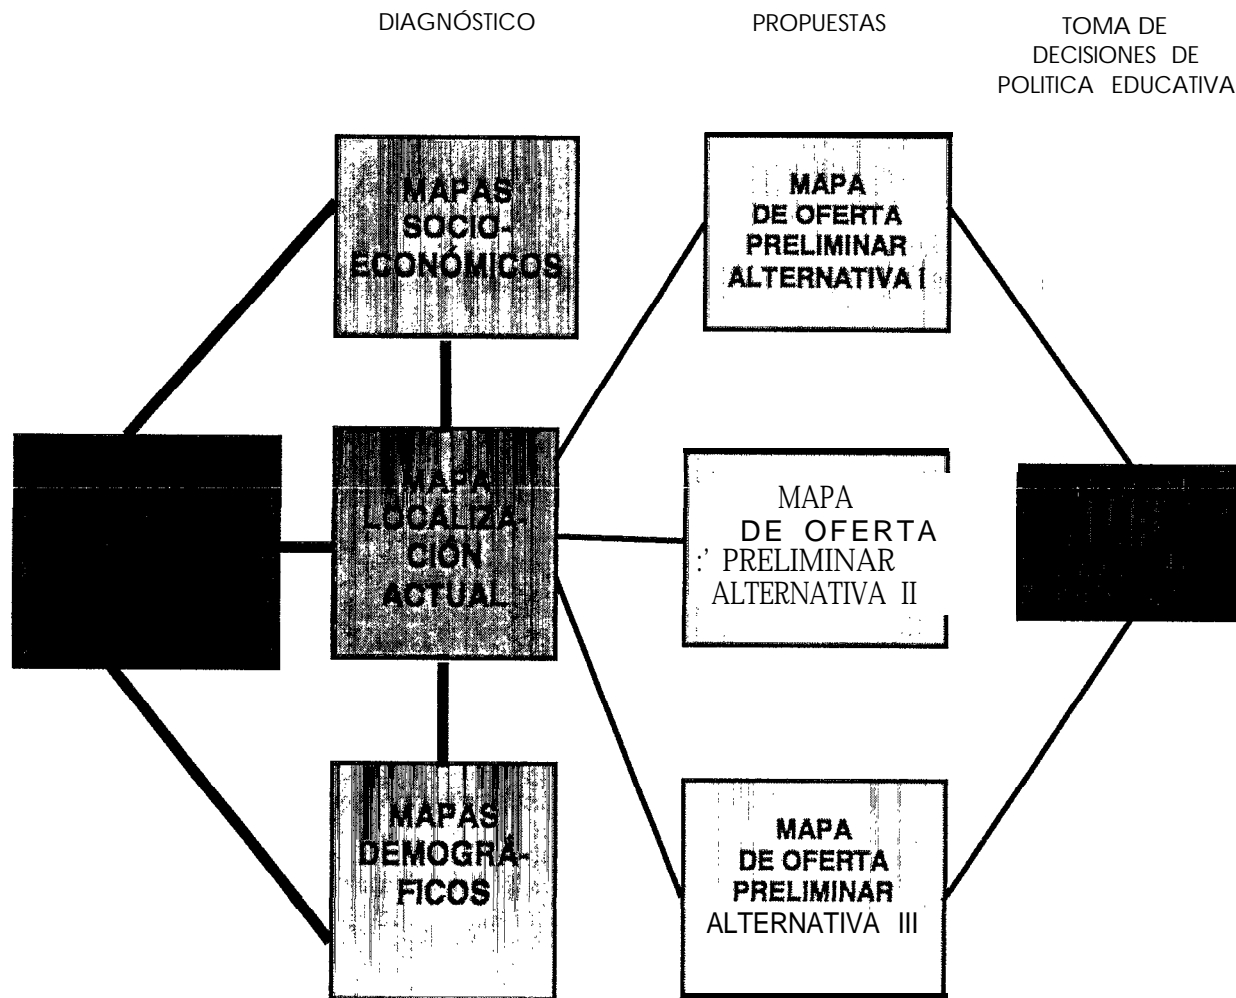 DIAGNÓSTICO
PROPUESTAS
TOMA DE
DECISIONES DE
POLITICA EDUCATIVA
MAPAS
SOCIO-
ECONÓMICOS
MAPA
DE OFERTA
PRELIMINAR
ALTERNATIVA I
MAPA
LOCALIZA-
CIÓN
ACTUAL
MAPA
DE OFERTA
PRELIMINAR
ALTERNATIVA II
MAPAS
DEMOGRÁ-
FICOS
MAPA
DE OFERTA
PRELIMINAR
ALTERNATIVA III